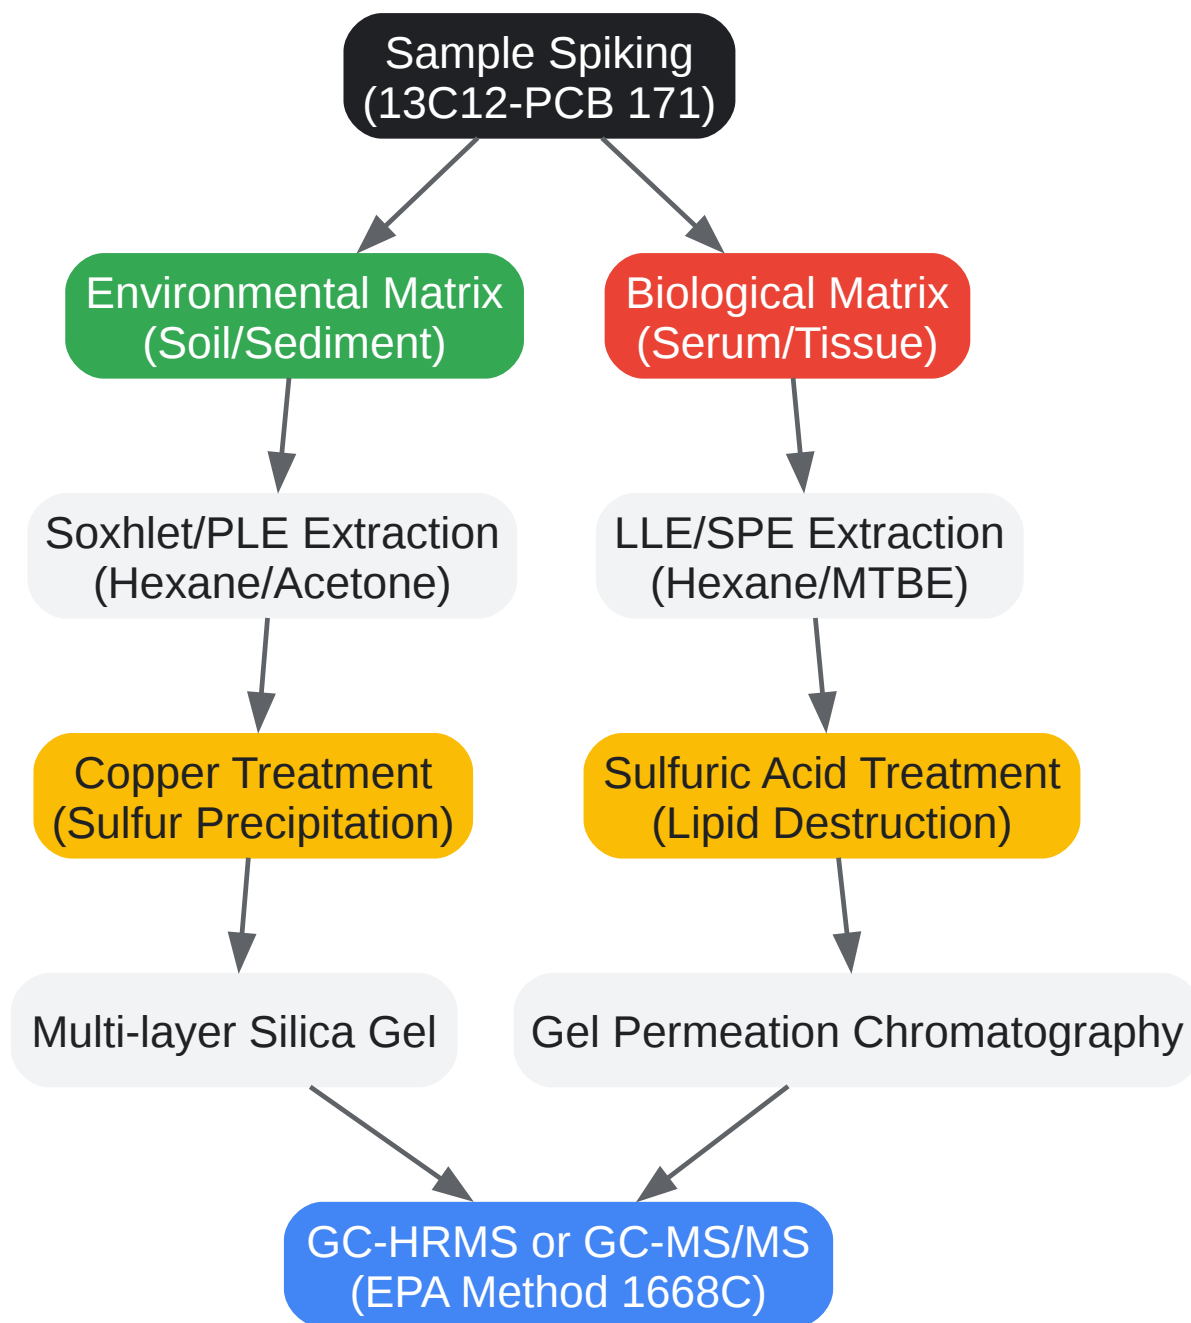 Sample Spiking
(13C12-PCB 171)
Environmental Matrix
(Soil/Sediment)
Biological Matrix
(Serum/Tissue)
Soxhlet/PLE Extraction
(Hexane/Acetone)
LLE/SPE Extraction
(Hexane/MTBE)
Copper Treatment
(Sulfur Precipitation)
Sulfuric Acid Treatment
(Lipid Destruction)
Multi-layer Silica Gel
Gel Permeation Chromatography
GC-HRMS or GC-MS/MS
(EPA Method 1668C)